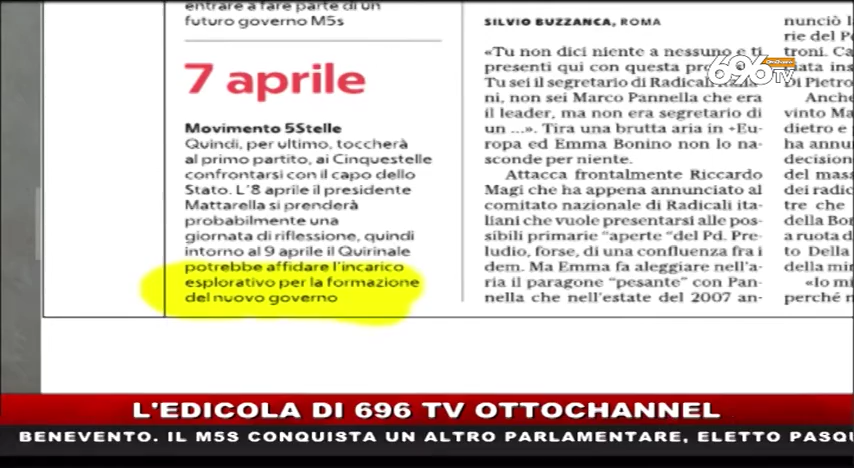 entrare a fare parte di un
futuro governo M5s
7 aprile
Movimento 5Stelle
Quindi, per ultimo, toccherà
al primo partito, ai Cinquestelle
confrontarsi con il capo dello
Stato. L'8 aprile il presidente
Mattarella si prenderà
probabilmente una
giornata di riflessione, quindi
intorno al 9 aprile il Quirinale
potrebbe affidare l'incarico
esplorativo per la formazione
del nuovo governo
SILVIO BUZZANCA, ROMA
«Tu non dici niente a nessuno e ti
presenti qui con questa
Tu sei il segretario di Radicali
ni, non sei Marco Pannella che era
il leader, ma non era segretario di
un ...». Tira una brutta aria in +Eu-
ropa ed Emma Bonino non lo na-
sconde per niente.
Attacca frontalmente Riccardo
Magi che ha appena annunciato al
comitato nazionale di Radicali ita-
liani che vuole presentarsi alle pos-
sibili primarie "aperte "del Pd. Pre-
ludio, forse, di una confluenza fra i
dem. Ma Emma fa aleggiare nell'a-
ria il paragone "pesante" con Pan-
nella che nell'estate del 2007 an-
nunciò la
rie del P
troni. Ca
ata ins
Di Pietro
Anche
vinto Ma
dietro e
ha annu
decision
del mass
dei radic
tre che
della Bon
a ruota d
to Della
della min
«Io mi
perché n
696 TV
L'EDICOLA DI 696 TV OTTOCHANNEL
BENEVENTO. IL M5S CONQUISTA UN ALTRO PARLAMENTARE, ELETTO PASQU